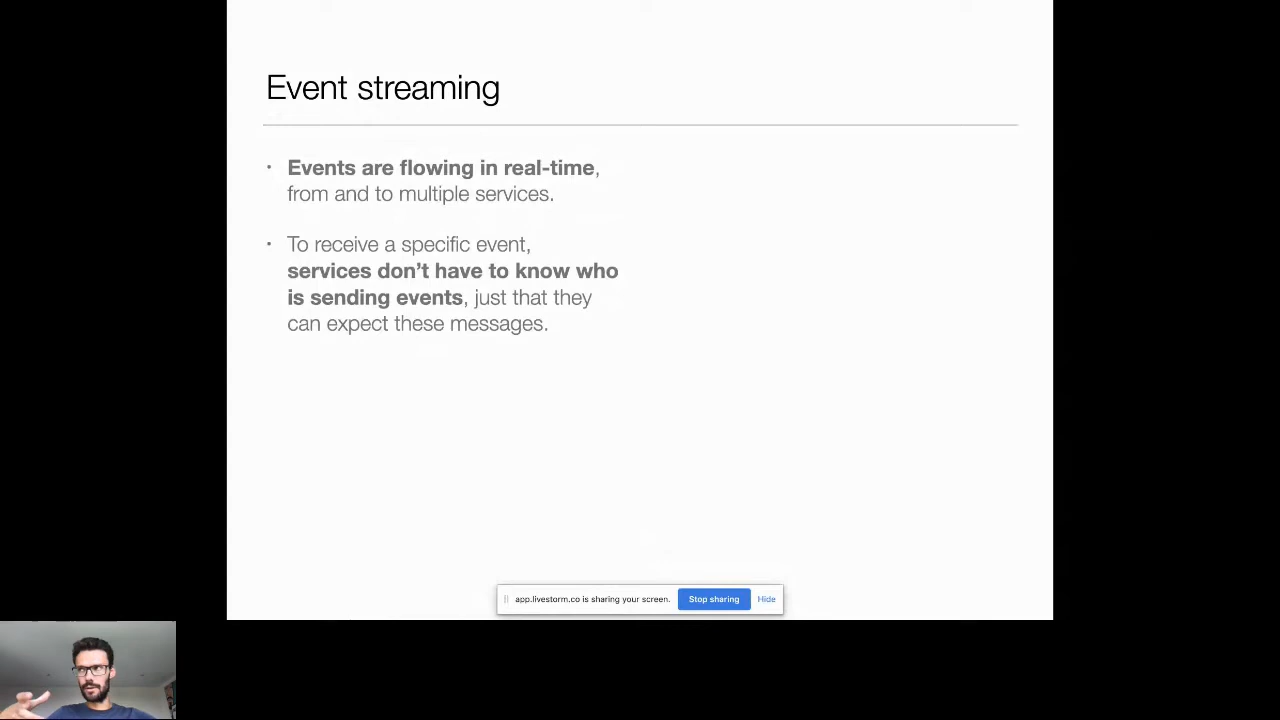 Event streaming
• Events are flowing in real-time,
from and to multiple services.
• To receive a specific event,
services don’t have to know who
is sending events, just that they
can expect these messages.
app.livestorm.co is sharing your screen. Stop sharing Hide